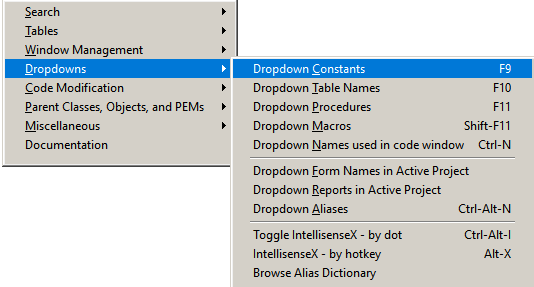 Search
Tables
Window Management
Dropdowns
Code Modification
Parent Classes, Objects, and PEMs
Miscellaneous
Documentation
Dropdown Constants F9
Dropdown Table Names F10
Dropdown Procedures F11
Dropdown Macros Shift-F11
Dropdown Names used in code window Ctrl-N
Dropdown Form Names in Active Project
Dropdown Reports in Active Project
Dropdown Aliases Ctrl-Alt-N
Toggle IntellisenseX - by dot Ctrl-Alt-I
IntellisenseX - by hotkey Alt-X
Browse Alias Dictionary